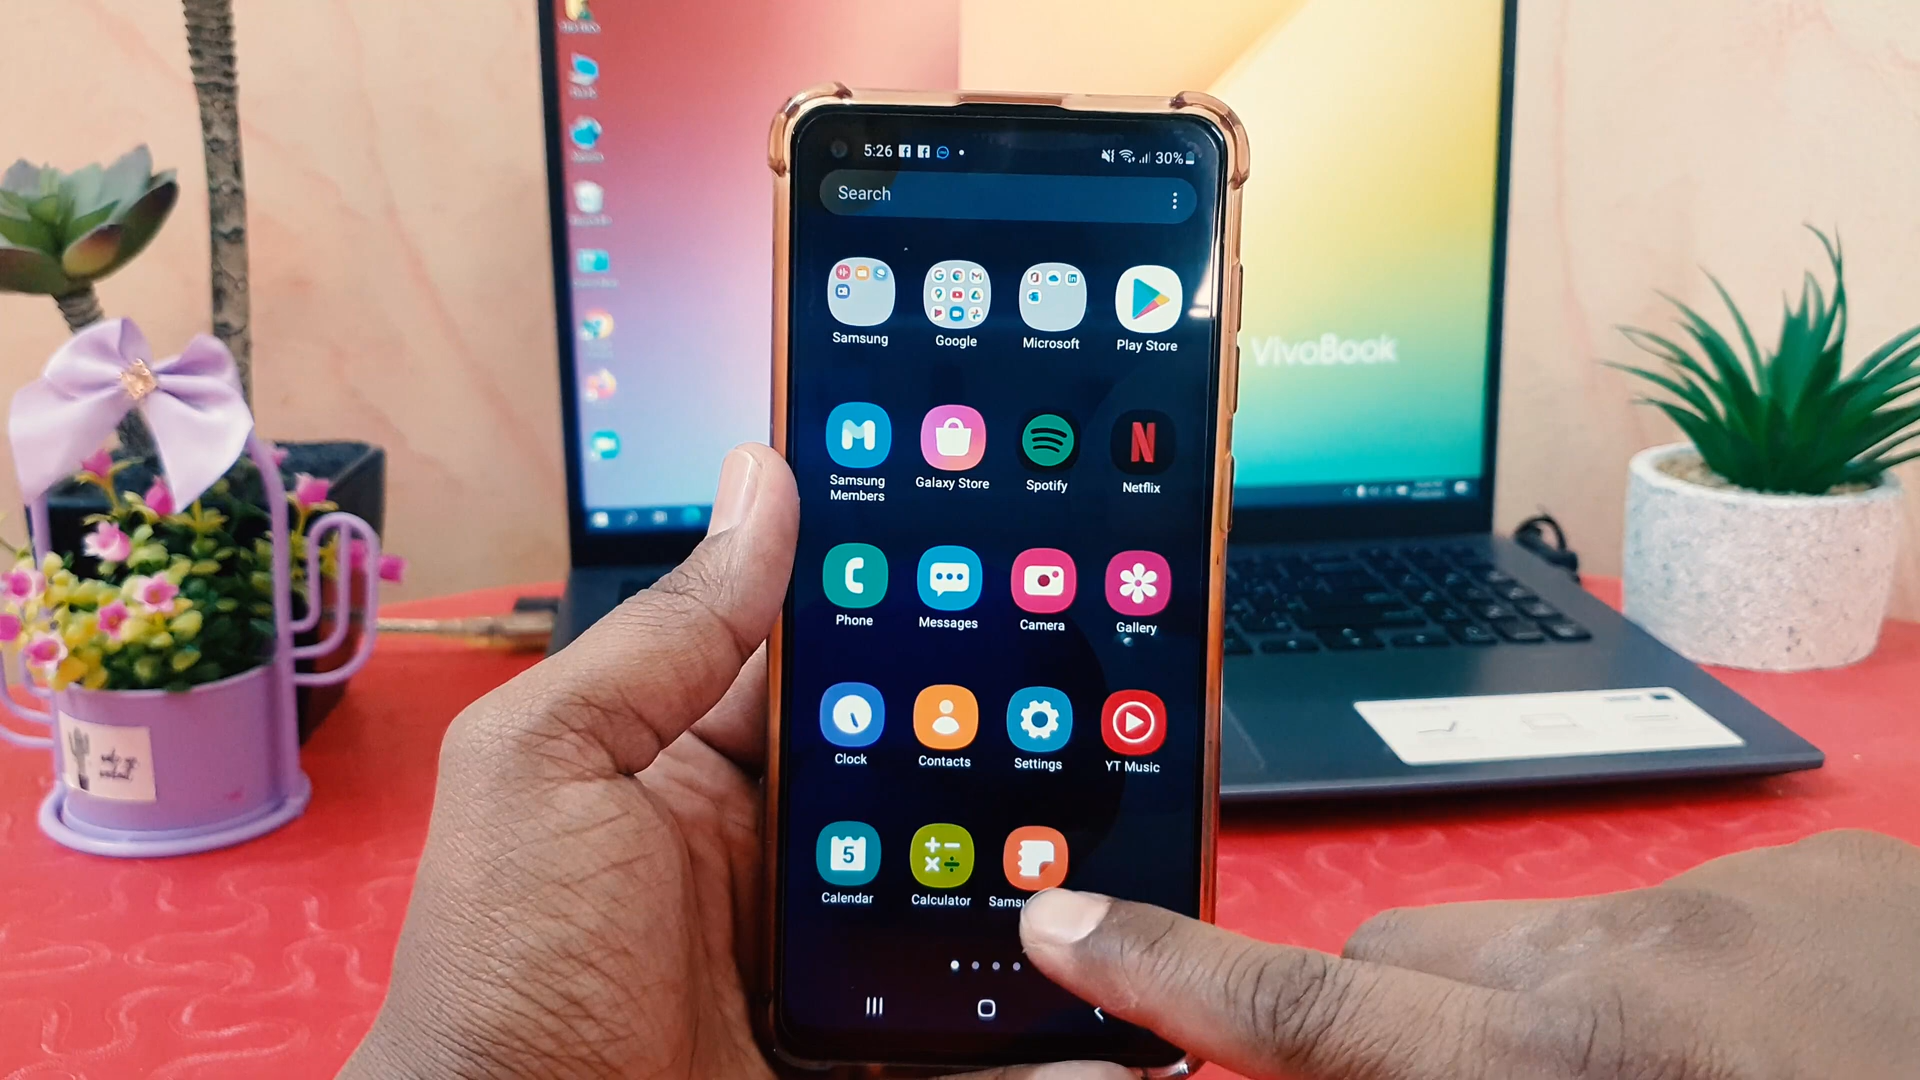 5:26
30%
Search
Samsung
Google
Microsoft
Play Store
VivoBook
Samsung
Members
Galaxy Store
Spotify
N
Netflix
Phone
Messages
Camera
Gallery
Clock
Contacts
Settings
YT Music
5
Calendar
Calculator
Samsu